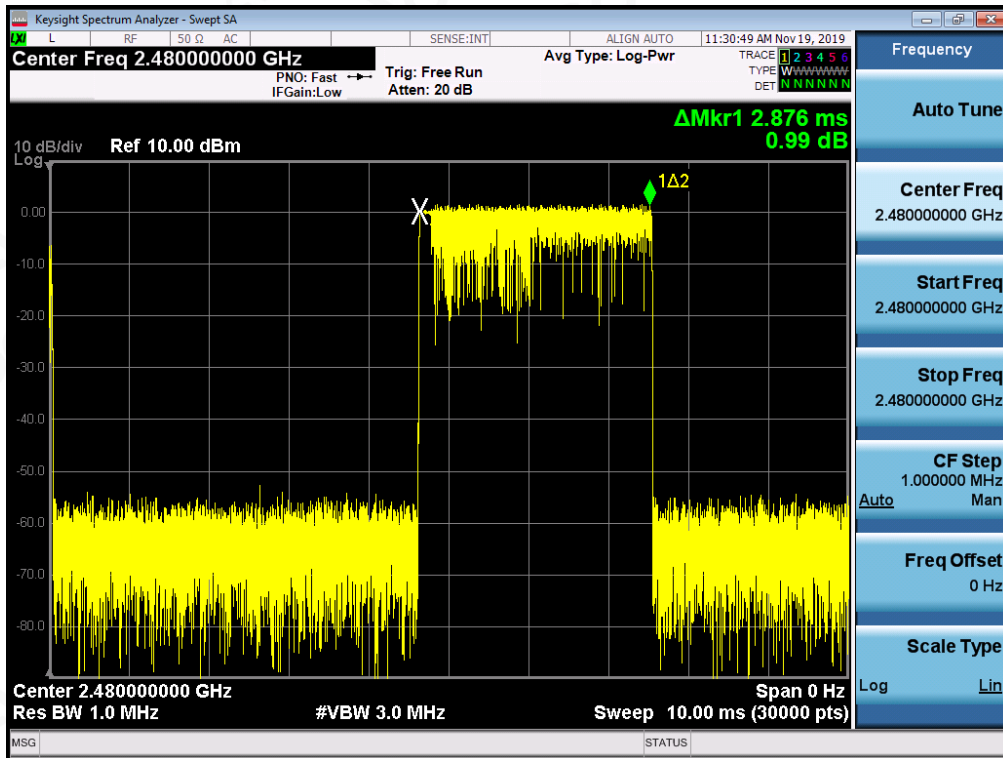 Keysight Spectrum Analyzer - Swept SA
LXI L RF 50 Ω AC SENSE:INT ALIGN AUTO 11:30:49 AM Nov 19, 2019
Center Freq 2.480000000 GHz
PNO: Fast
IFGain:Low
Trig: Free Run
Atten: 20 dB
Avg Type: Log-Pwr
TRACE 1 2 3 4 5 6
TYPE WWWWWWW
DET N N N N N N
ΔMkr1 2.876 ms
0.99 dB
10 dB/div Ref 10.00 dBm
Log
1Δ2
0.00
-10.0
-20.0
-30.0
-40.0
-50.0
-60.0
-70.0
-80.0
Center 2.480000000 GHz Span 0 Hz
Res BW 1.0 MHz #VBW 3.0 MHz Sweep 10.00 ms (30000 pts)
MSG STATUS
Frequency
Auto Tune
Center Freq
2.480000000 GHz
Start Freq
2.480000000 GHz
Stop Freq
2.480000000 GHz
CF Step
1.000000 MHz
Auto Man
Freq Offset
0 Hz
Scale Type
Log Lin